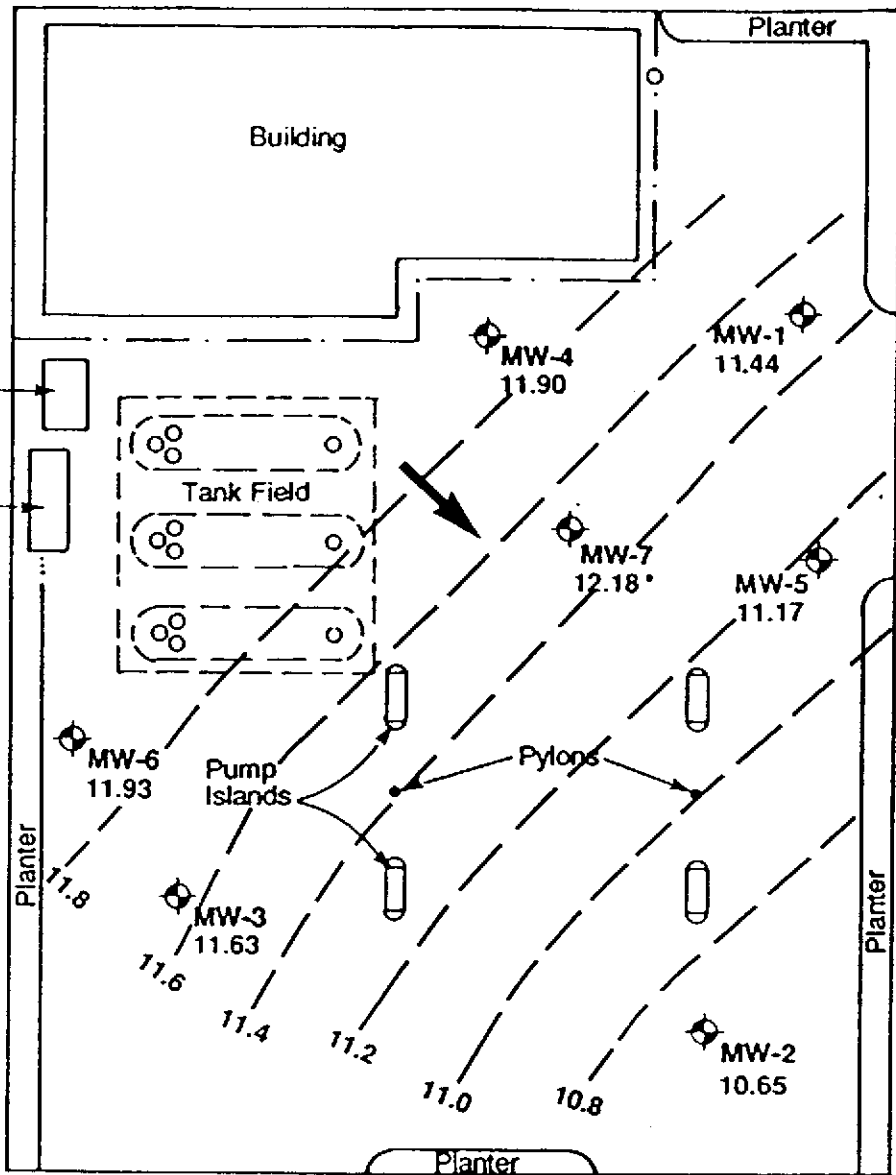 Planter
Building
MW-4
11.90
MW-1
11.44
Tank Field
MW-7
12.18*
MW-5
11.17
MW-6
11.93
Pump
Islands
Pylons
Planter
11.8
MW-3
11.63
Planter
11.6
11.4
11.2
11.0
10.8
MW-2
10.65
Planter